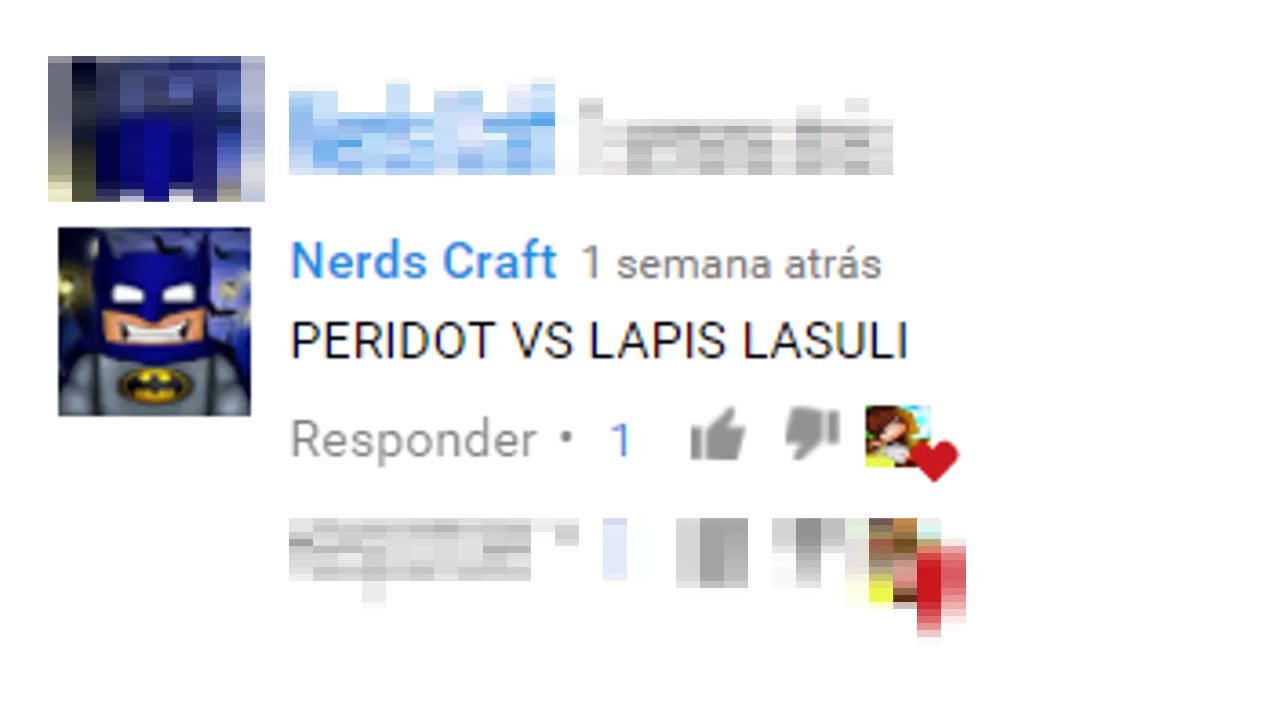 Nerds Craft 1 semana atrás
PERIDOT VS LAPIS LASULI
Responder • 1